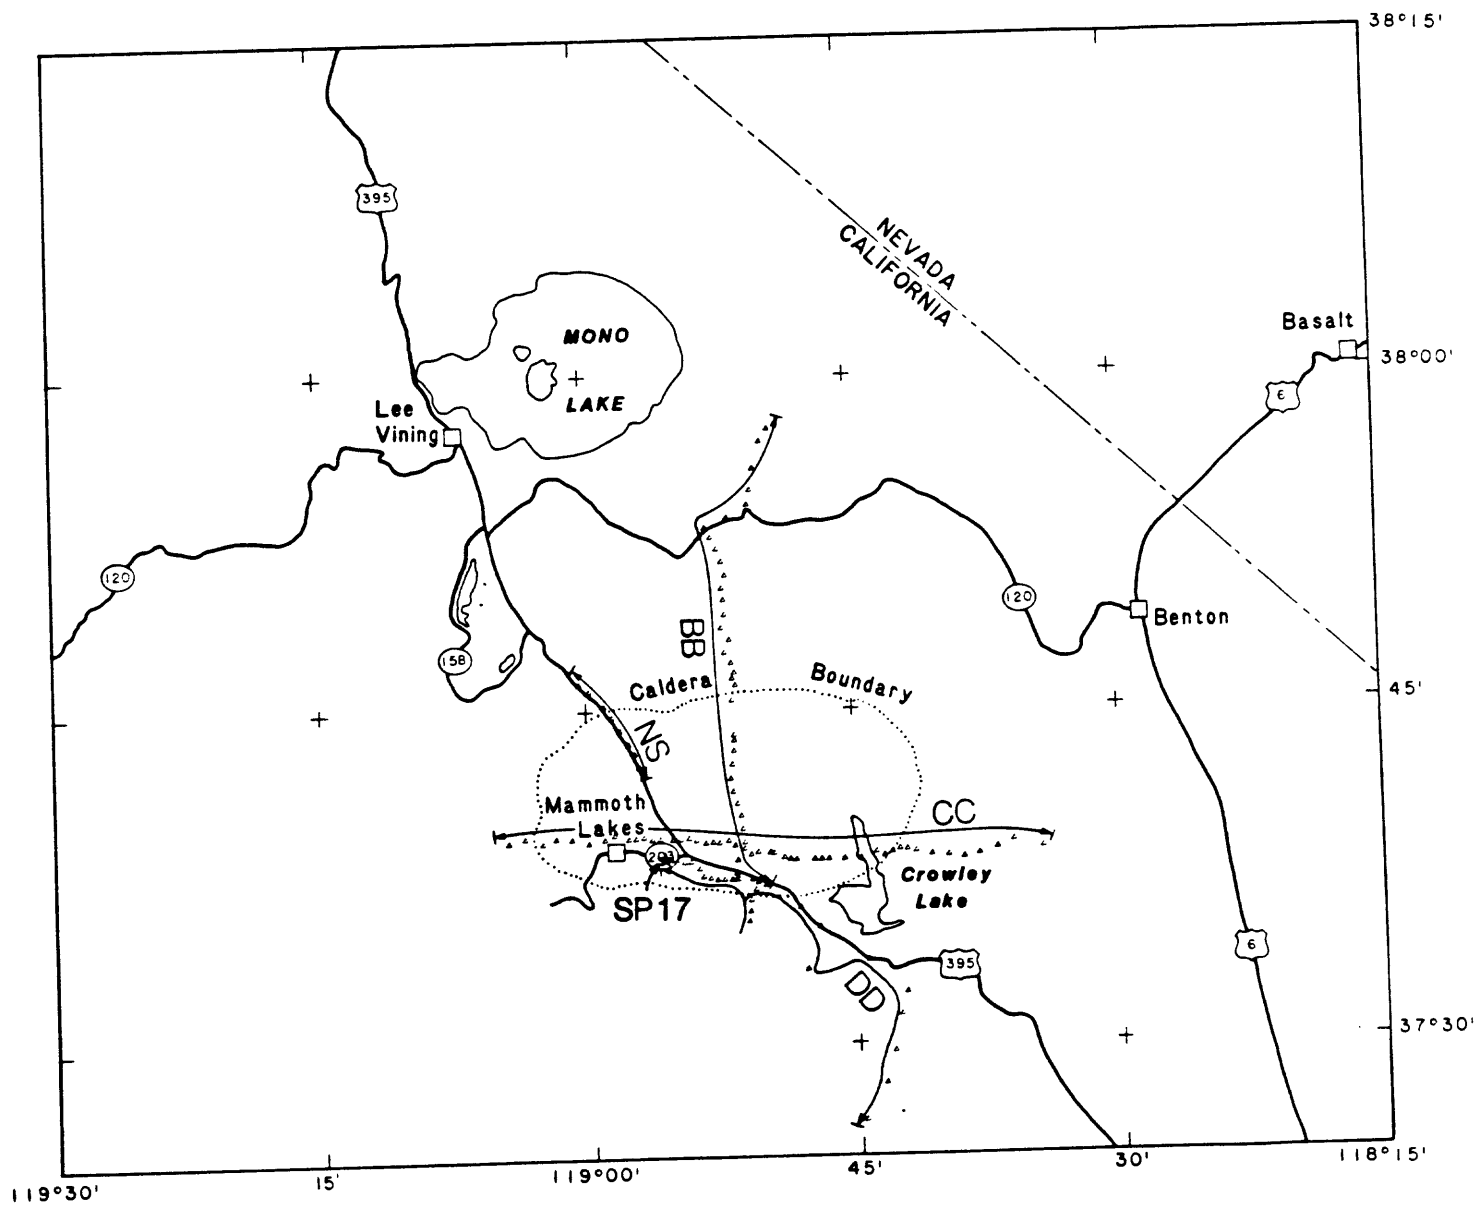 38°15'
395
NEVADA
CALIFORNIA
Basalt
MONO
38°00'
LAKE
6
Lee
Vining
120
120
Benton
BB
158
Caldera
Boundary
45'
NS
Mammoth
Lakes
CC
203
Crowley
Lake
SP17
6
395
DD
37°30'
119°30'
15'
119°00'
45'
30'
118°15'